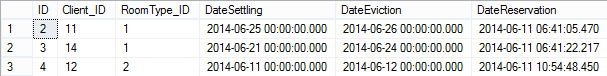 ID Client_ID RoomType_ID DateSettling DateEviction DateReservation
1 2 11 1 2014-06-25 00:00:00.000 2014-06-26 00:00:00.000 2014-06-11 06:41:05.470
2 3 14 1 2014-06-21 00:00:00.000 2014-06-24 00:00:00.000 2014-06-11 06:41:22.217
3 4 12 2 2014-06-11 00:00:00.000 2014-06-12 00:00:00.000 2014-06-11 10:54:48.450